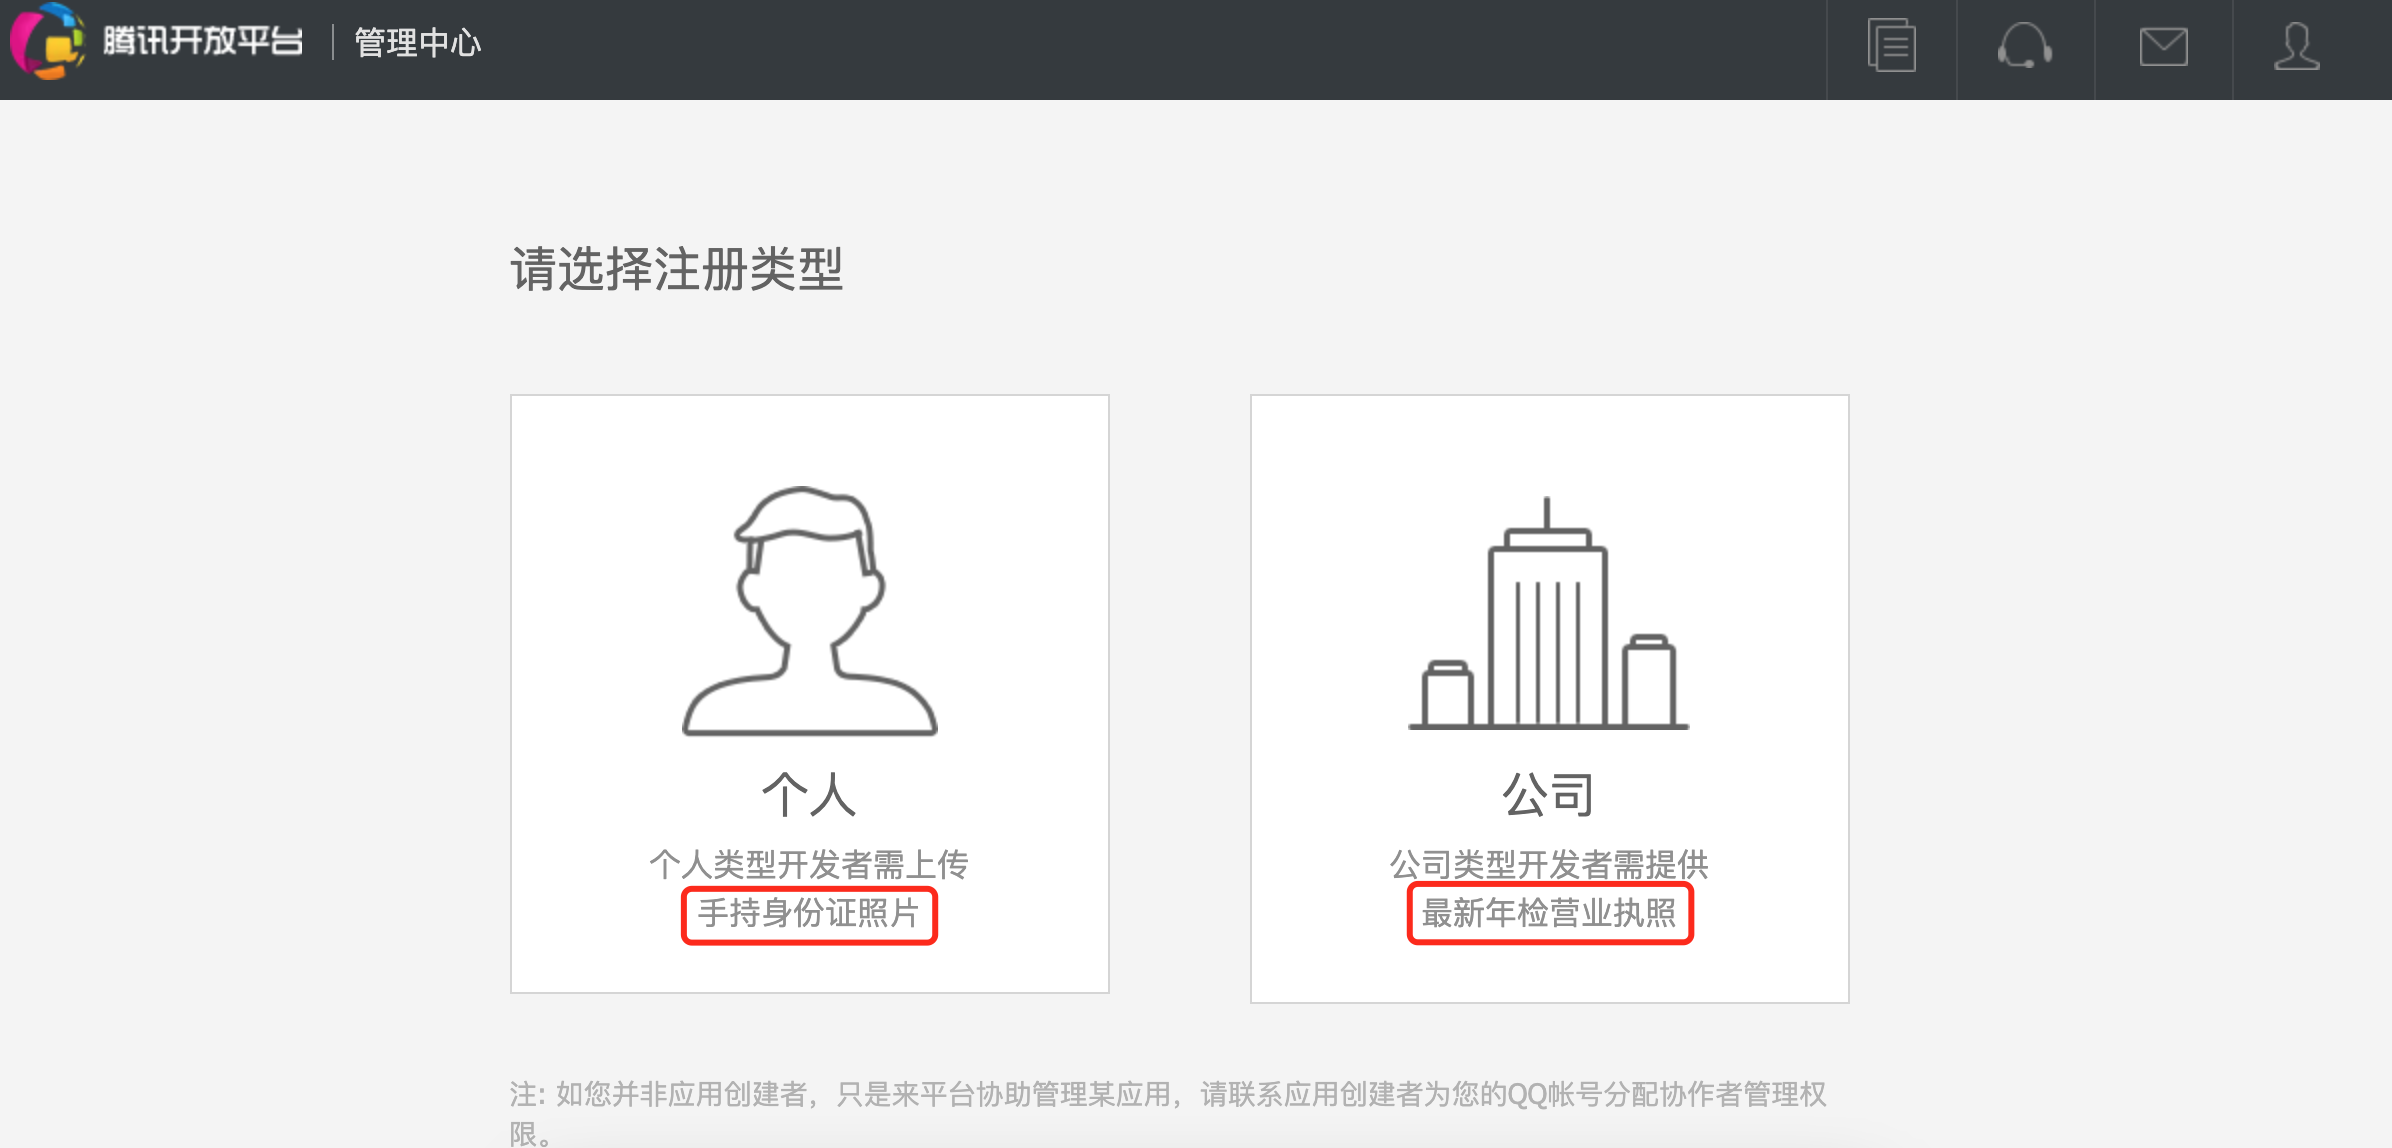 腾讯开放平台 管理中心
请选择注册类型
个人
个人类型开发者需上传
手持身份证照片
公司
公司类型开发者需提供
最新年检营业执照
注: 如您并非应用创建者，只是来平台协助管理某应用，请联系应用创建者为您的QQ帐号分配协作者管理权
限。